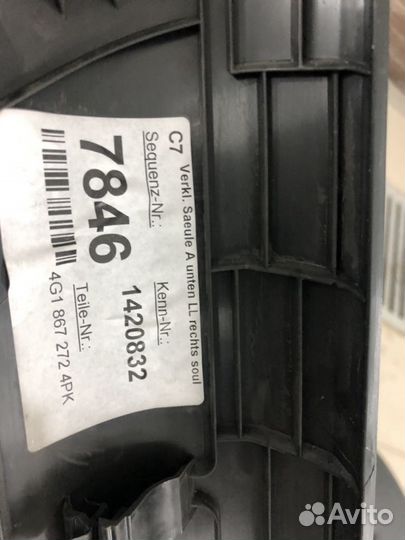 C7 Verkl. Saeule A unten LL rechts soul
Sequenz-Nr.:
Kenn-Nr.:
7846
1420832
Teile-Nr.:
4G1 867 272 4PK
Avito